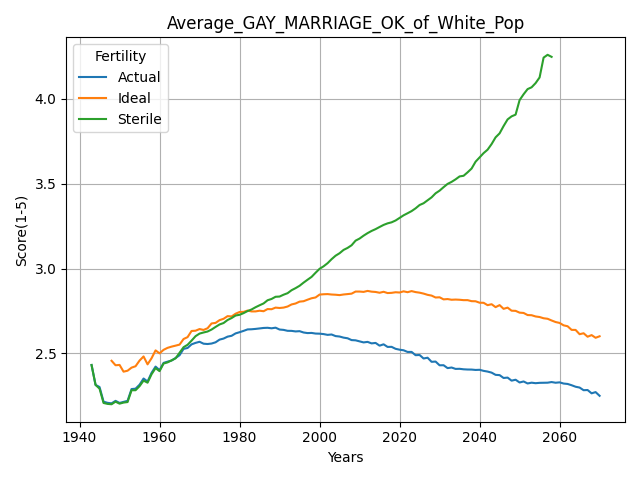 Average_GAY_MARRIAGE_OK_of_White_Pop
Fertility
Actual
Ideal
Sterile
4.0
3.5
3.0
2.5
Score(1-5)
1940 1960 1980 2000 2020 2040 2060
Years